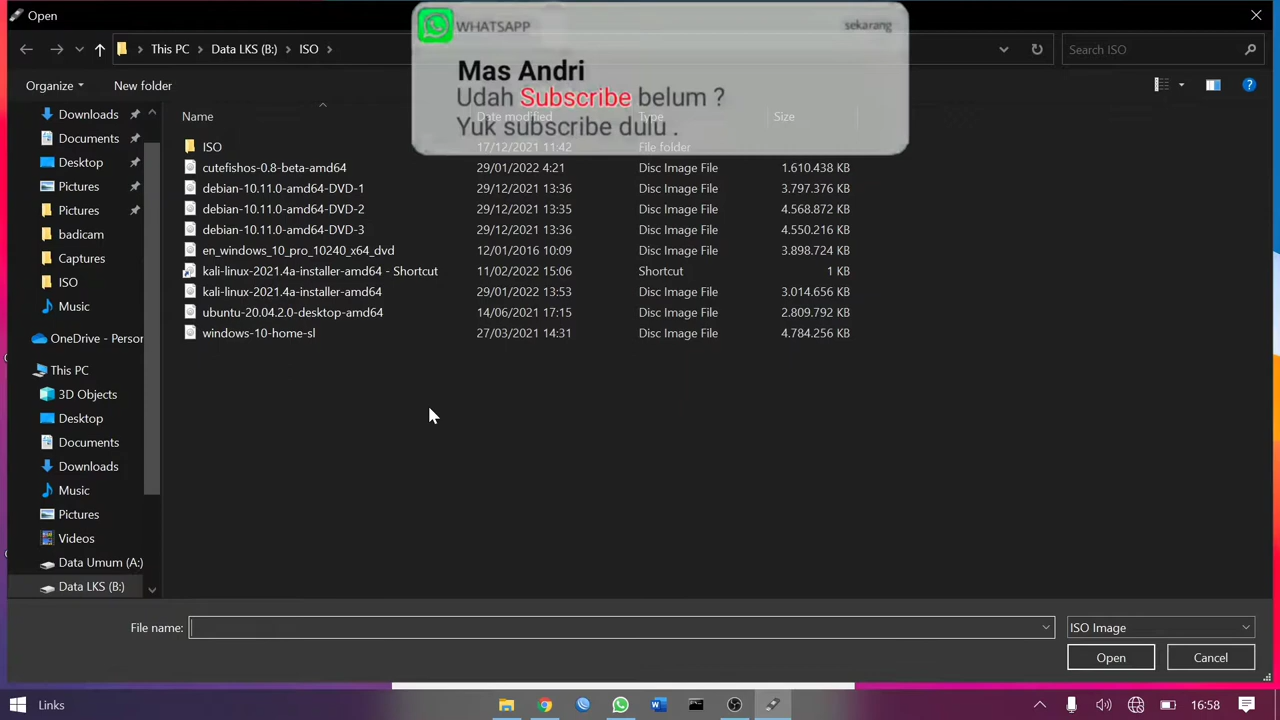 Open
This PC
Data LKS (B:)
ISO
Search ISO
WHATSAPP
sekarang
Mas Andri
Udah Subscribe belum ?
Yuk subscribe dulu .
Organize
New folder
Name
Date modified
Type
Size
ISO 17/12/2021 11:42 File folder
cutefishos-0.8-beta-amd64 29/01/2022 4:21 Disc Image File 1.610.438 KB
debian-10.11.0-amd64-DVD-1 29/12/2021 13:36 Disc Image File 3.797.376 KB
debian-10.11.0-amd64-DVD-2 29/12/2021 13:35 Disc Image File 4.568.872 KB
debian-10.11.0-amd64-DVD-3 29/12/2021 13:36 Disc Image File 4.550.216 KB
en_windows_10_pro_10240_x64_dvd 12/01/2016 10:09 Disc Image File 3.898.724 KB
kali-linux-2021.4a-installer-amd64 - Shortcut 11/02/2022 15:06 Shortcut 1 KB
kali-linux-2021.4a-installer-amd64 29/01/2022 13:53 Disc Image File 3.014.656 KB
ubuntu-20.04.2.0-desktop-amd64 14/06/2021 17:15 Disc Image File 2.809.792 KB
windows-10-home-sl 27/03/2021 14:31 Disc Image File 4.784.256 KB
Downloads
Documents
Desktop
Pictures
Pictures
badicam
Captures
ISO
Music
OneDrive - Person
This PC
3D Objects
Desktop
Documents
Downloads
Music
Pictures
Videos
Data Umum (A:)
Data LKS (B:)
File name:
ISO Image
Open
Cancel
Links
16:58